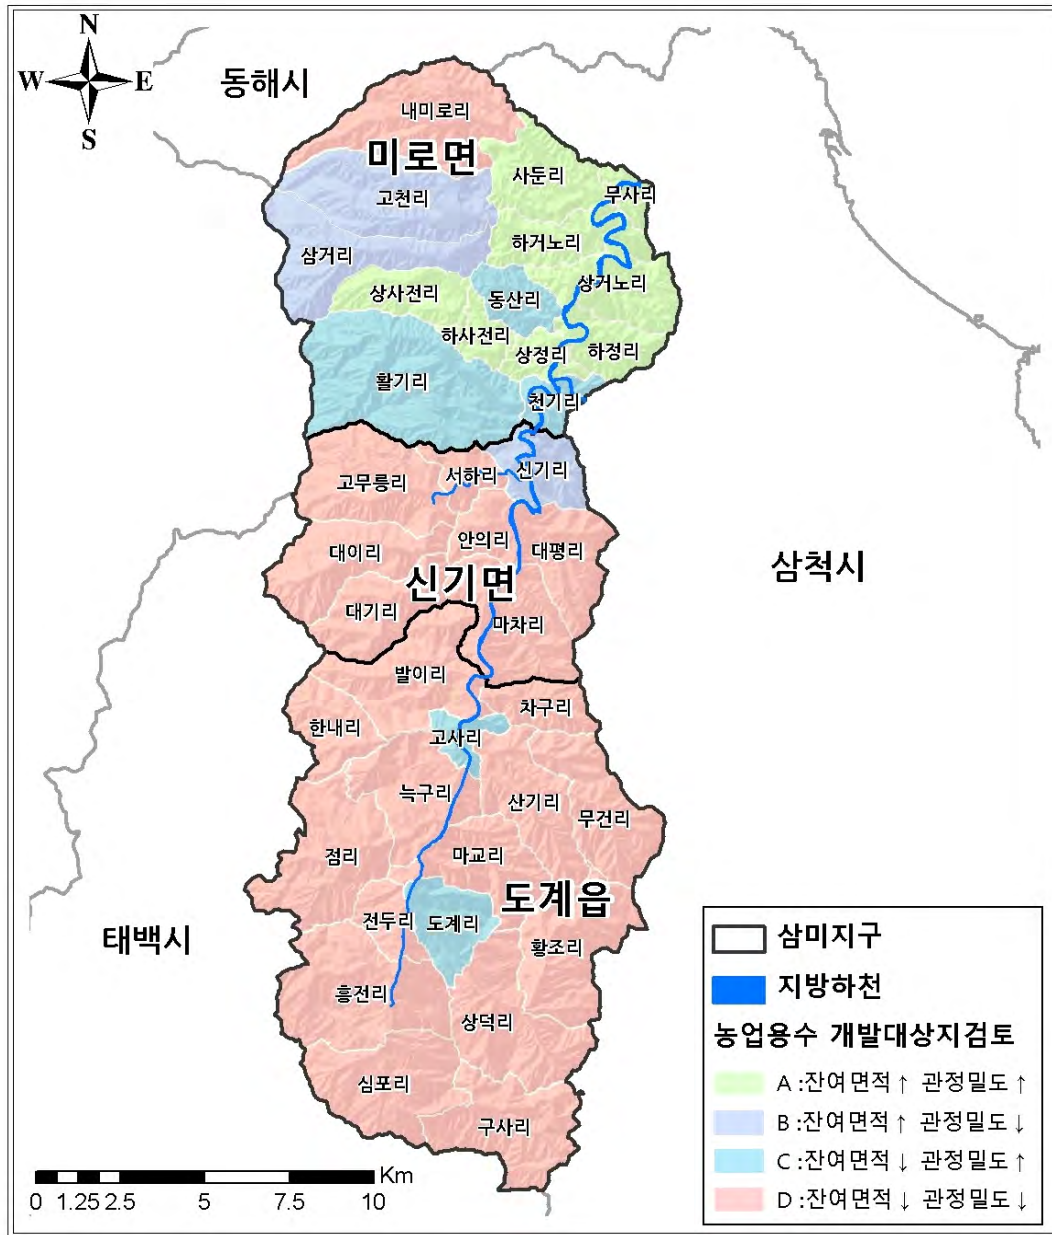 N
W E
S
동해시
내미로리
미로면
사둔리
고천리
무사리
하거노리
삼거리
상거노리
상사전리
동산리
하사전리
상정리
하정리
활기리
천기리
서하리
신기리
고무릉리
안의리
대이리
대평리
삼척시
신기면
대기리
마차리
발이리
차구리
한내리
고사리
늑구리
산기리
무건리
점리
마교리
도계읍
전두리
도계리
태백시
황조리
흥전리
상덕리
심포리
구사리
삼미지구
지방하천
농업용수 개발대상지검토
A :잔여면적↑ 관정밀도↑
B :잔여면적↑ 관정밀도↓
C :잔여면적↓ 관정밀도↑
D :잔여면적↓ 관정밀도↓
Km
0 1.25 2.5 5 7.5 10